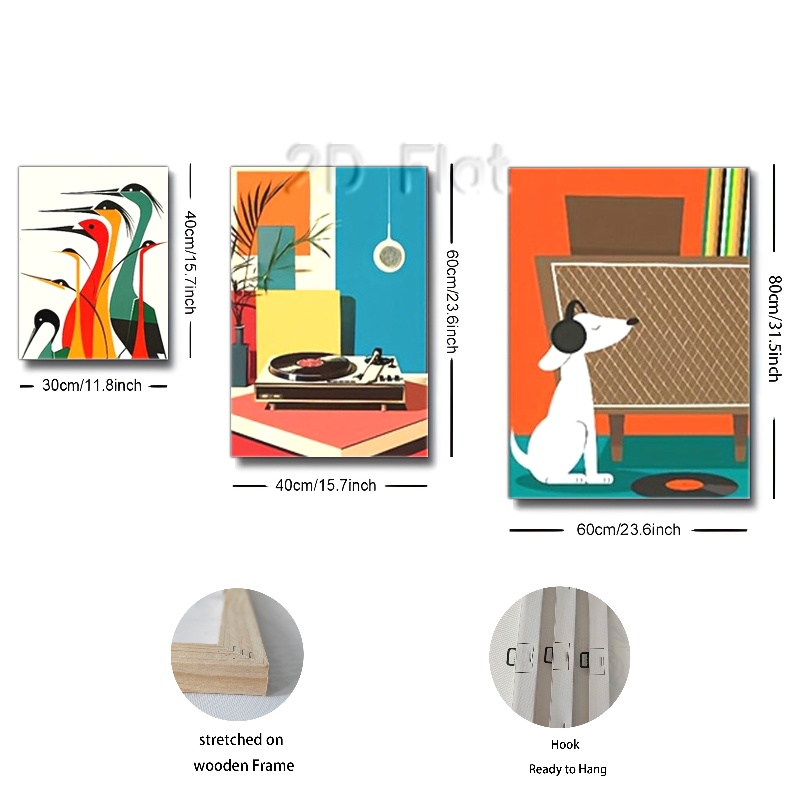 2D Flat
40cm/15.7inch
30cm/11.8inch
60cm/23.6inch
40cm/15.7inch
80cm/31.5inch
60cm/23.6inch
stretched on
wooden Frame
Hook
Ready to Hang